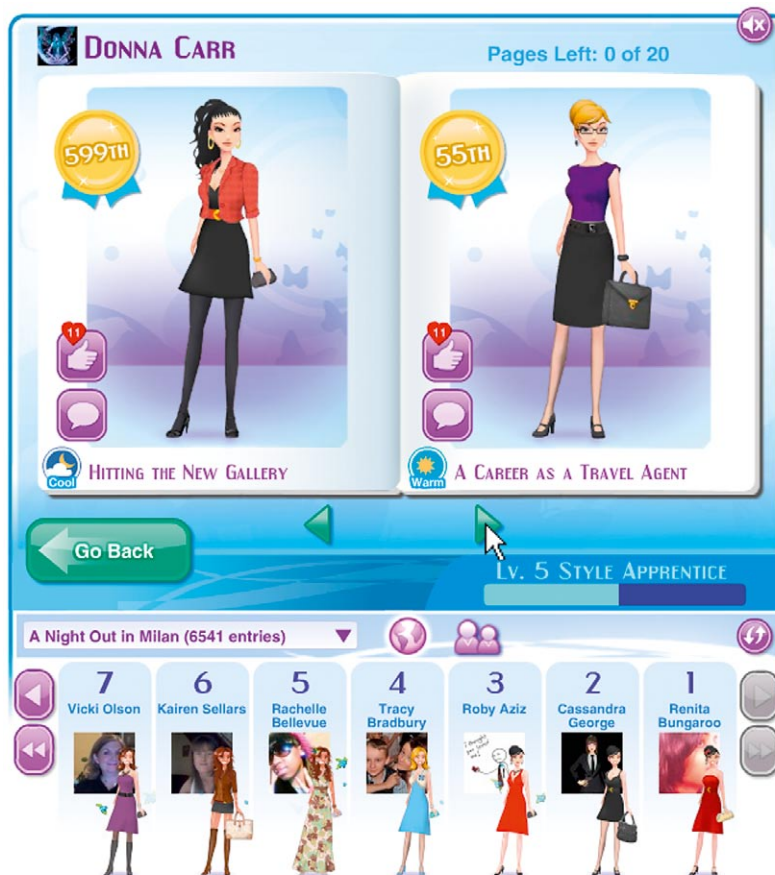 DONNA CARR
Pages Left: 0 of 20
599TH
55TH
11
11
Cool
HITTING THE NEW GALLERY
Warm
A CAREER AS A TRAVEL AGENT
Go Back
LV. 5 STYLE APPRENTICE
A Night Out in Milan (6541 entries)
7
Vicki Olson
6
Kairen Sellars
5
Rachelle
Bellevue
4
Tracy
Bradbury
3
Roby Aziz
2
Cassandra
George
1
Renita
Bungaroo
I thought